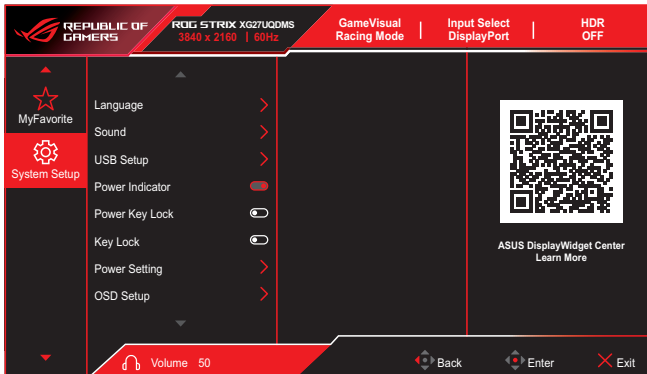 REPUBLIC OF
GAMERS
ROG STRIX XG27UQDMS
3840 x 2160 | 60Hz
GameVisual
Racing Mode
Input Select
DisplayPort
HDR
OFF
MyFavorite
System Setup
Language
Sound
USB Setup
Power Indicator
Power Key Lock
Key Lock
Power Setting
OSD Setup
ASUS DisplayWidget Center
Learn More
Volume 50
Back
Enter
Exit